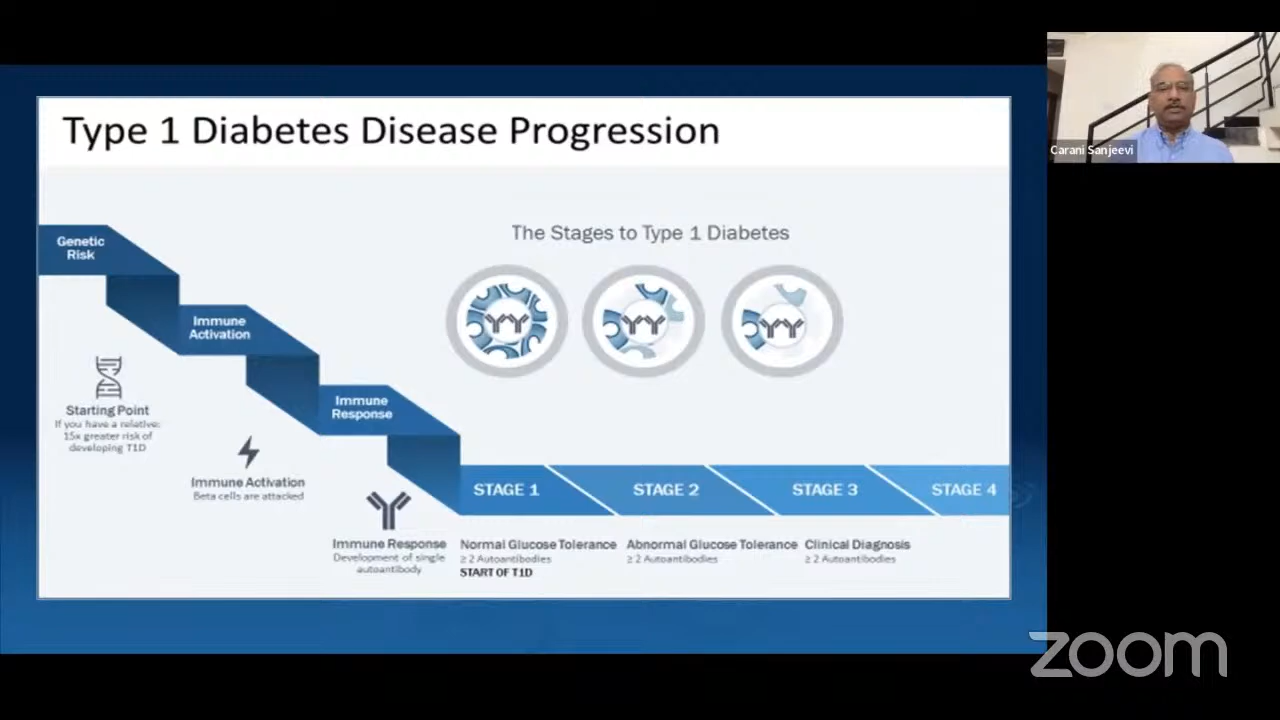 Type 1 Diabetes Disease Progression
Carani Sanjeevi
The Stages to Type 1 Diabetes
Genetic
Risk
Immune
Activation
Immune
Response
Starting Point
If you have a relative:
15x greater risk of
developing T1D
Immune Activation
Beta cells are attacked
Immune Response
Development of single
autoantibody
STAGE 1
STAGE 2
STAGE 3
STAGE 4
Normal Glucose Tolerance
≥ 2 Autoantibodies
START OF T1D
Abnormal Glucose Tolerance
≥ 2 Autoantibodies
Clinical Diagnosis
≥ 2 Autoantibodies
zoom